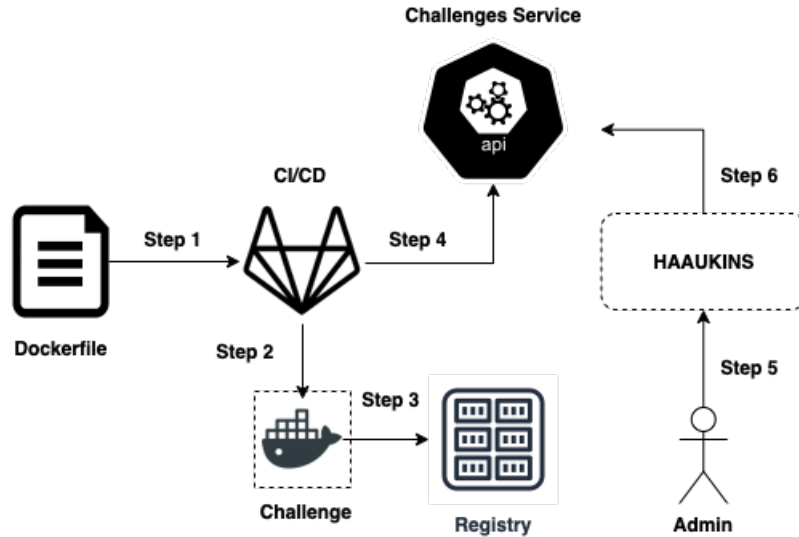 Challenges Service
api
CI/CD
Step 6
Step 1
Step 4
HAAUKINS
Dockerfile
Step 2
Step 3
Step 5
Challenge
Registry
Admin